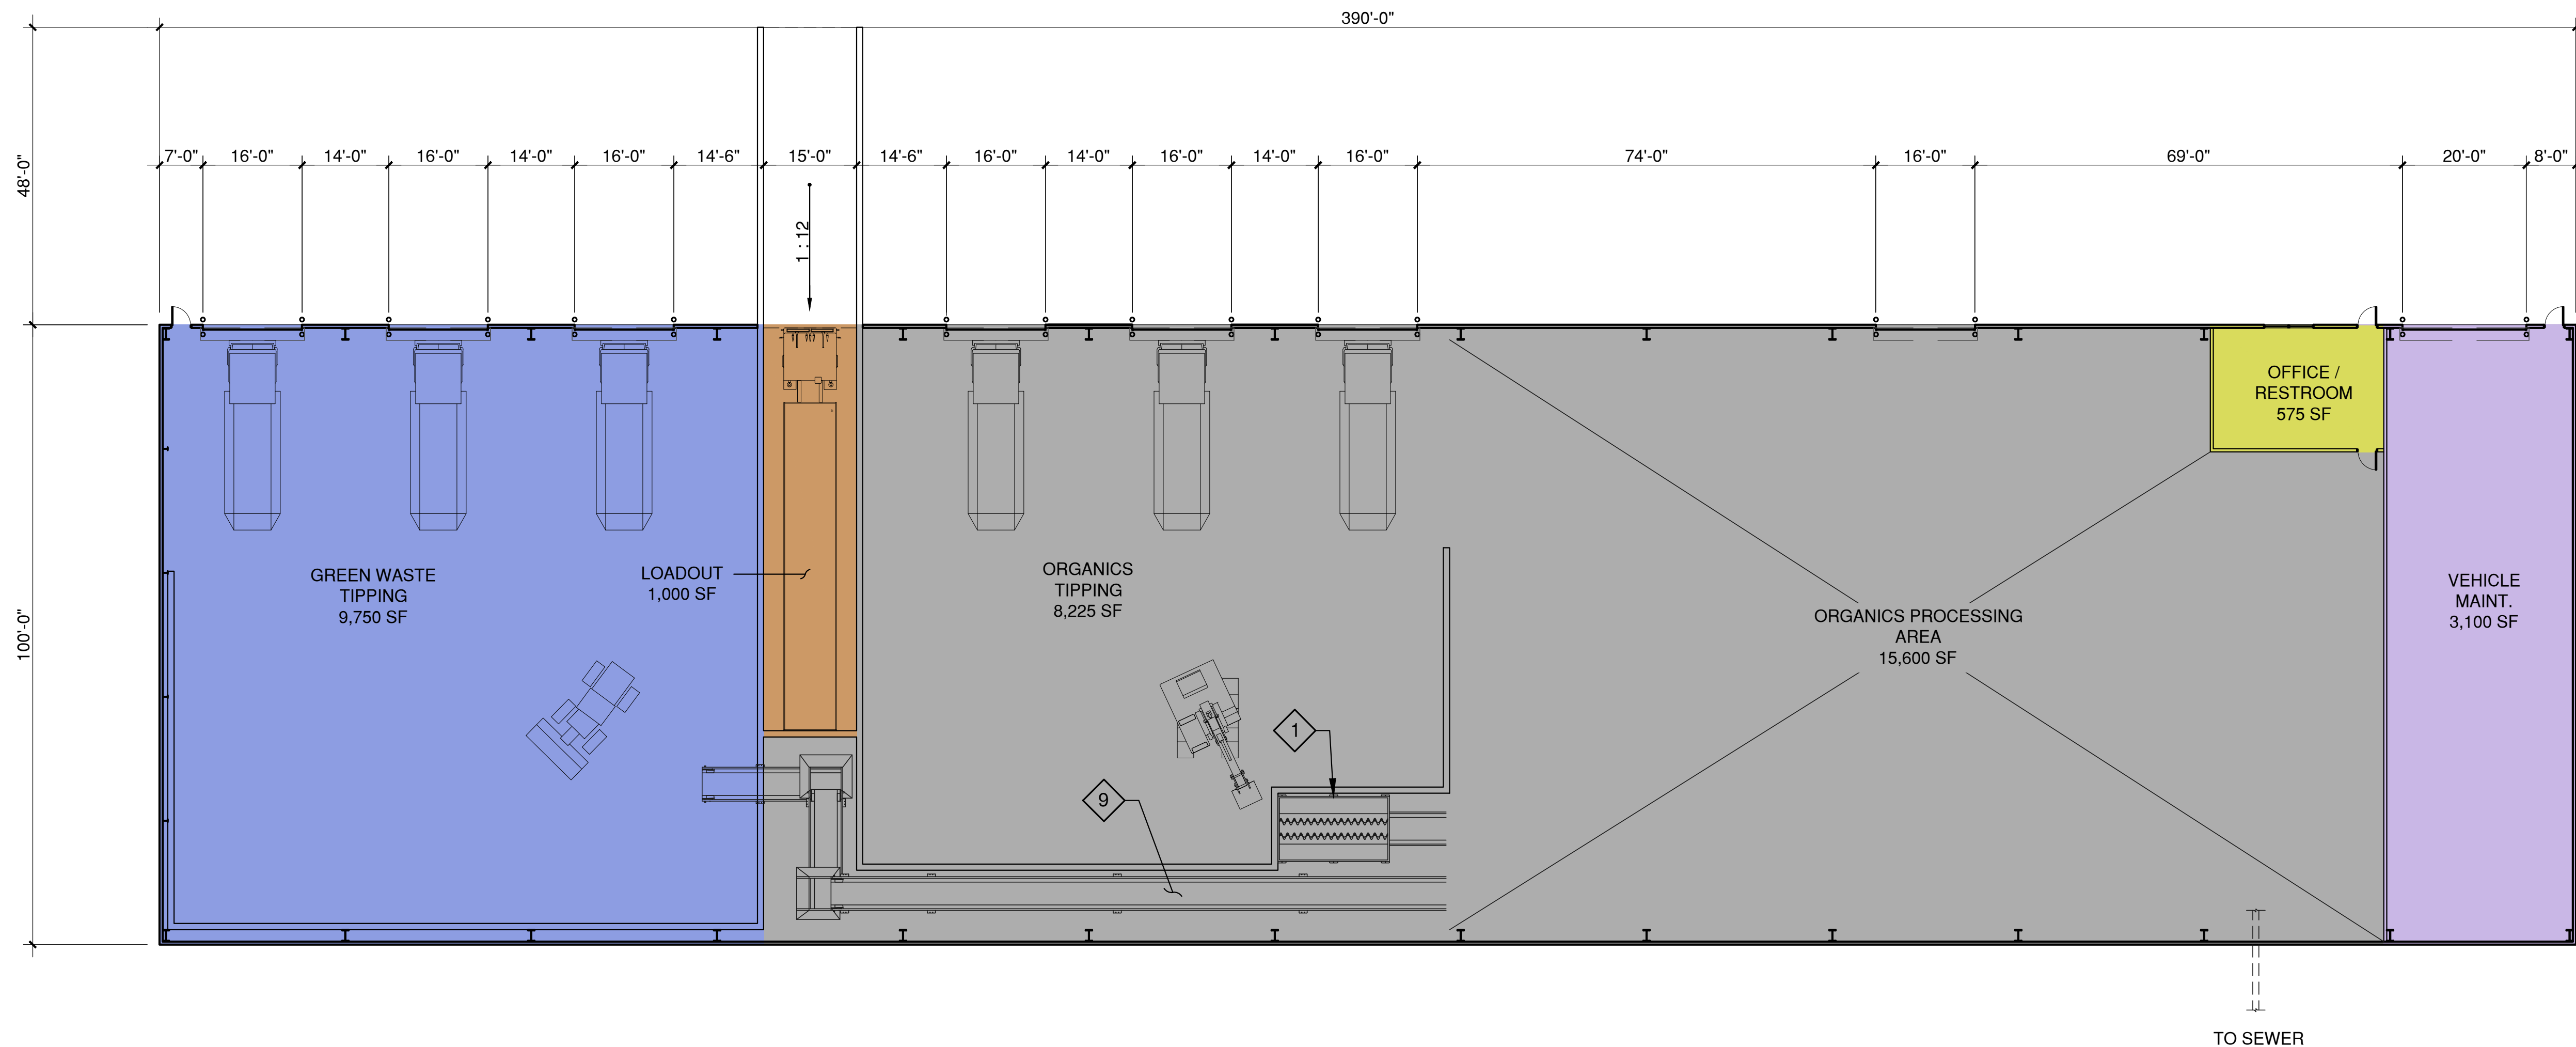 390'-0"
48'-0"
7'-0"
16'-0"
14'-0"
16'-0"
14'-0"
16'-0"
14'-6"
15'-0"
14'-6"
16'-0"
14'-0"
16'-0"
14'-0"
16'-0"
74'-0"
16'-0"
69'-0"
20'-0"
8'-0"
1 : 12
OFFICE /
RESTROOM
575 SF
GREEN WASTE
TIPPING
9,750 SF
LOADOUT
1,000 SF
ORGANICS
TIPPING
8,225 SF
ORGANICS PROCESSING
AREA
15,600 SF
VEHICLE
MAINT.
3,100 SF
100'-0"
1
9
TO SEWER